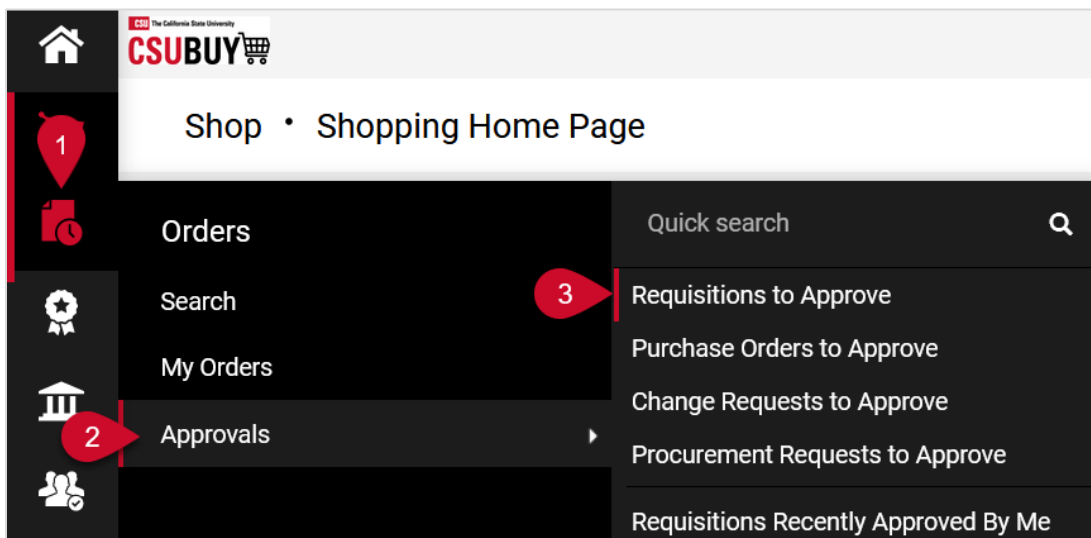 CSU The California State University
CSUBUY
Shop • Shopping Home Page
1
Orders
Quick search
Search
3
Requisitions to Approve
My Orders
Purchase Orders to Approve
Change Requests to Approve
2
Approvals
Procurement Requests to Approve
Requisitions Recently Approved By Me